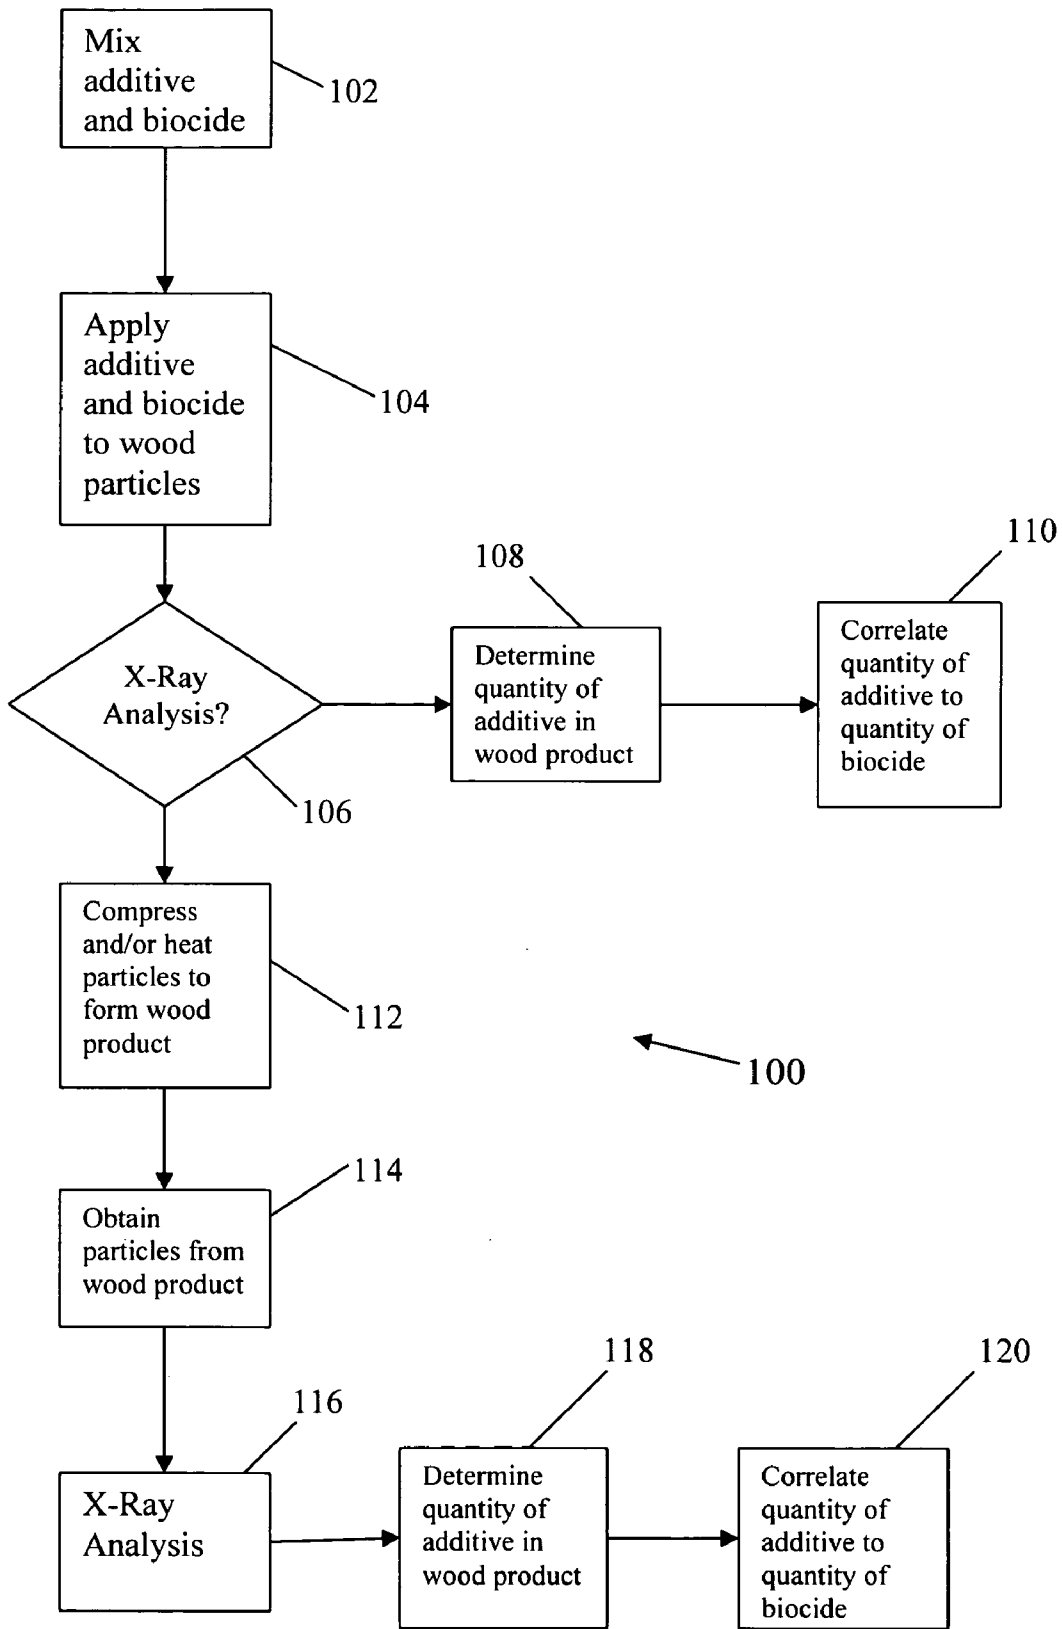 Mix
additive
and biocide
102
Apply
additive
and biocide
to wood
particles
104
X-Ray
Analysis?
106
108
Determine
quantity of
additive in
wood product
110
Correlate
quantity of
additive to
quantity of
biocide
Compress
and/or heat
particles to
form wood
product
112
100
114
Obtain
particles from
wood product
116
X-Ray
Analysis
118
Determine
quantity of
additive in
wood product
120
Correlate
quantity of
additive to
quantity of
biocide